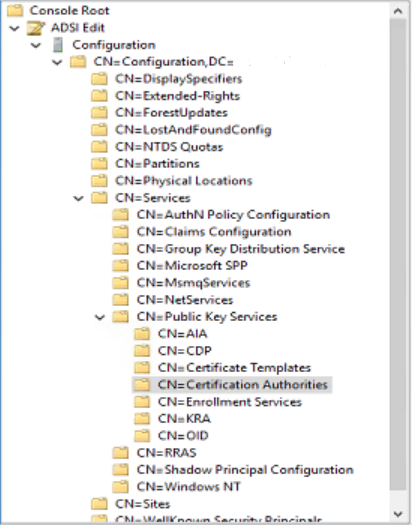 Console Root
ADSI Edit
Configuration
CN=Configuration,DC=
CN=DisplaySpecifiers
CN=Extended-Rights
CN=ForestUpdates
CN=LostAndFoundConfig
CN=NTDS Quotas
CN=Partitions
CN=Physical Locations
CN=Services
CN=AuthN Policy Configuration
CN=Claims Configuration
CN=Group Key Distribution Service
CN=Microsoft SPP
CN=MsmqServices
CN=NetServices
CN=Public Key Services
CN=AIA
CN=CDP
CN=Certificate Templates
CN=Certification Authorities
CN=Enrollment Services
CN=KRA
CN=OID
CN=RRAS
CN=Shadow Principal Configuration
CN=Windows NT
CN=Sites
CN=WellKnown Security Principals